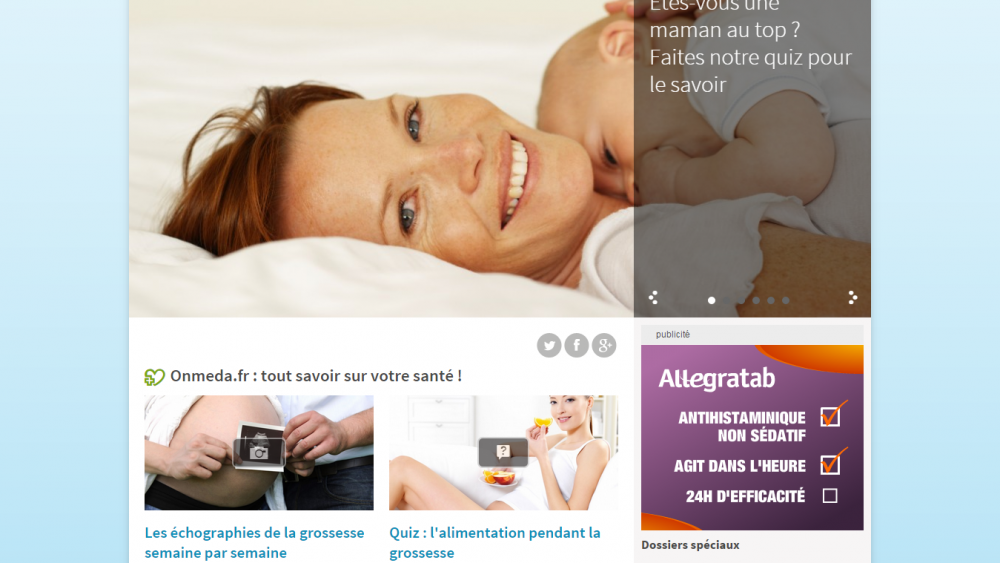 Êtes-vous une
maman au top ?
Faites notre quiz pour
le savoir
publicité
Allegratab
ANTIHISTAMINIQUE
NON SÉDATIF
AGIT DANS L'HEURE
24H D'EFFICACITÉ
Onmeda.fr : tout savoir sur votre santé !
Les échographies de la grossesse
semaine par semaine
Quiz : l'alimentation pendant la
grossesse
Dossiers spéciaux